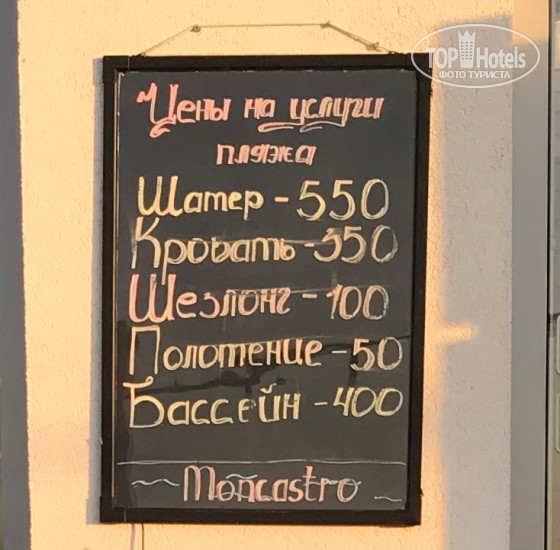 TOP Hotels
ФОТО ТУРИСТА
Цены на услуги
пляжа
Шатер - 550
Кровать - 350
Шезлонг - 100
Полотенце - 50
Бассейн - 400
Moncastro